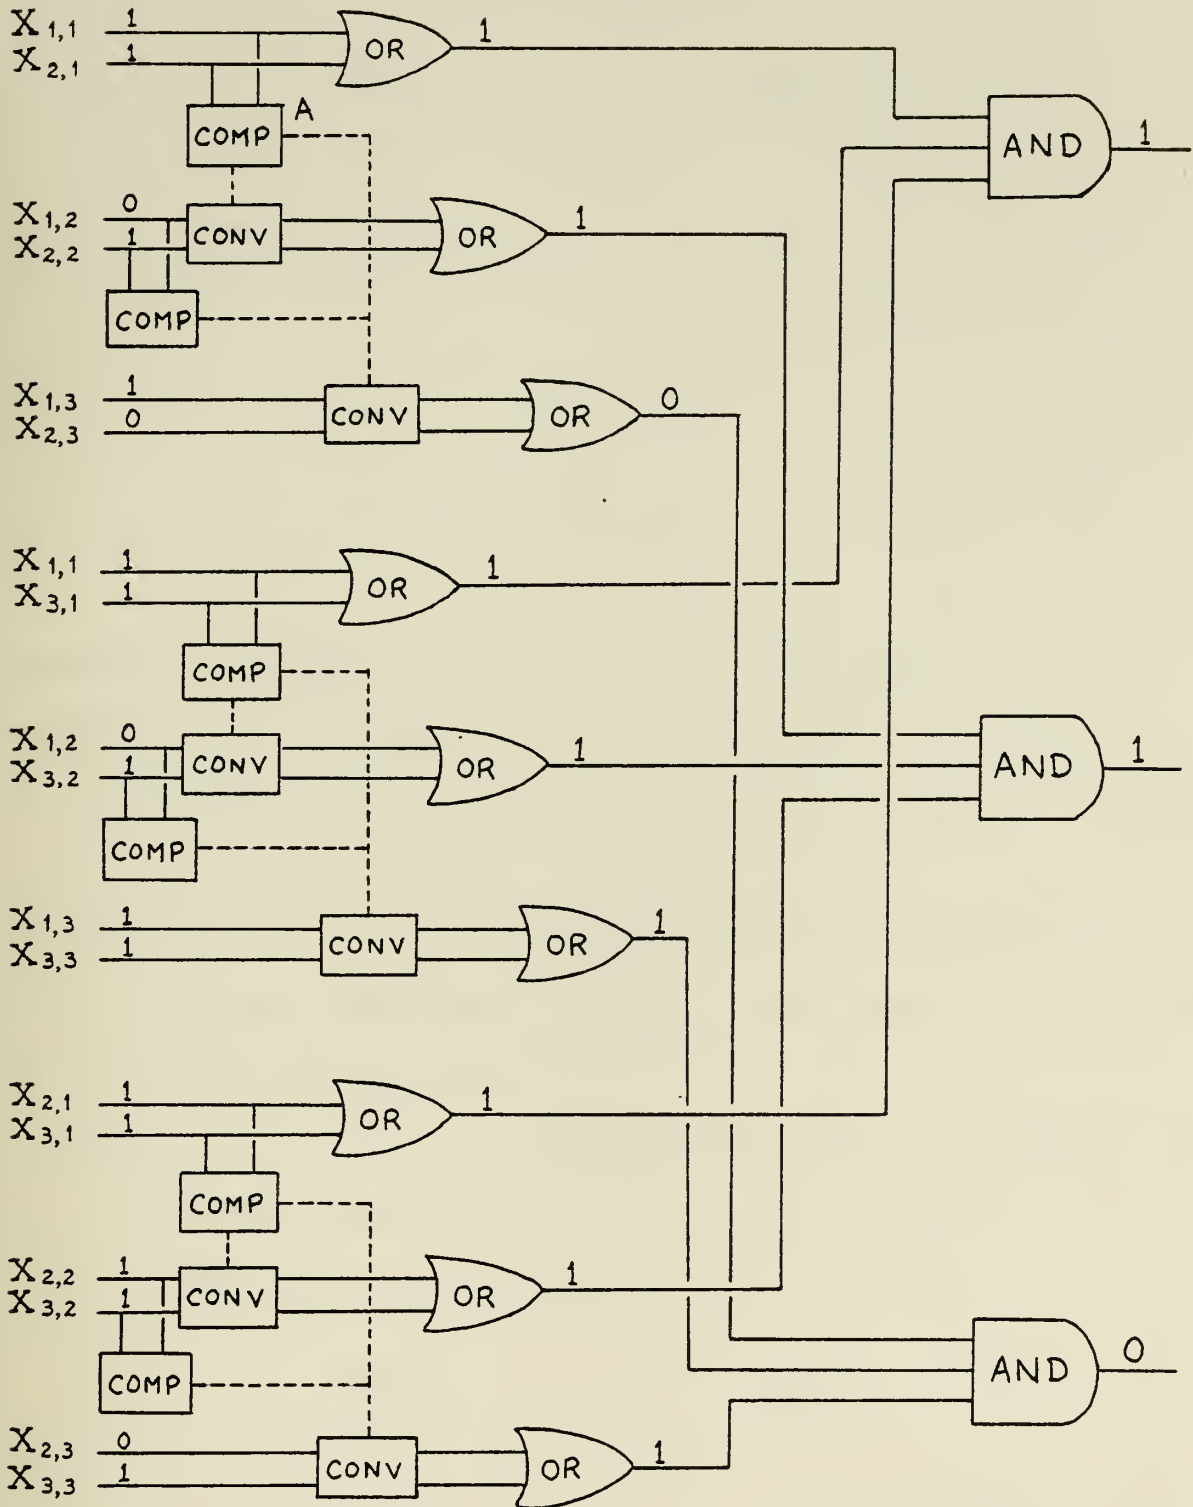 X1,1 1
X2,1 1
OR 1
COMP A
AND 1
X1,2 0
X2,2 1
CONV
OR 1
COMP
X1,3 1
X2,3 0
CONV
OR 0
X1,1 1
X3,1 1
OR 1
COMP
X1,2 0
X3,2 1
CONV
OR 1
AND 1
COMP
X1,3 1
X3,3 1
CONV
OR 1
X2,1 1
X3,1 1
OR 1
COMP
X2,2 1
X3,2 1
CONV
OR 1
COMP
AND 0
X2,3 0
X3,3 1
CONV
OR 1